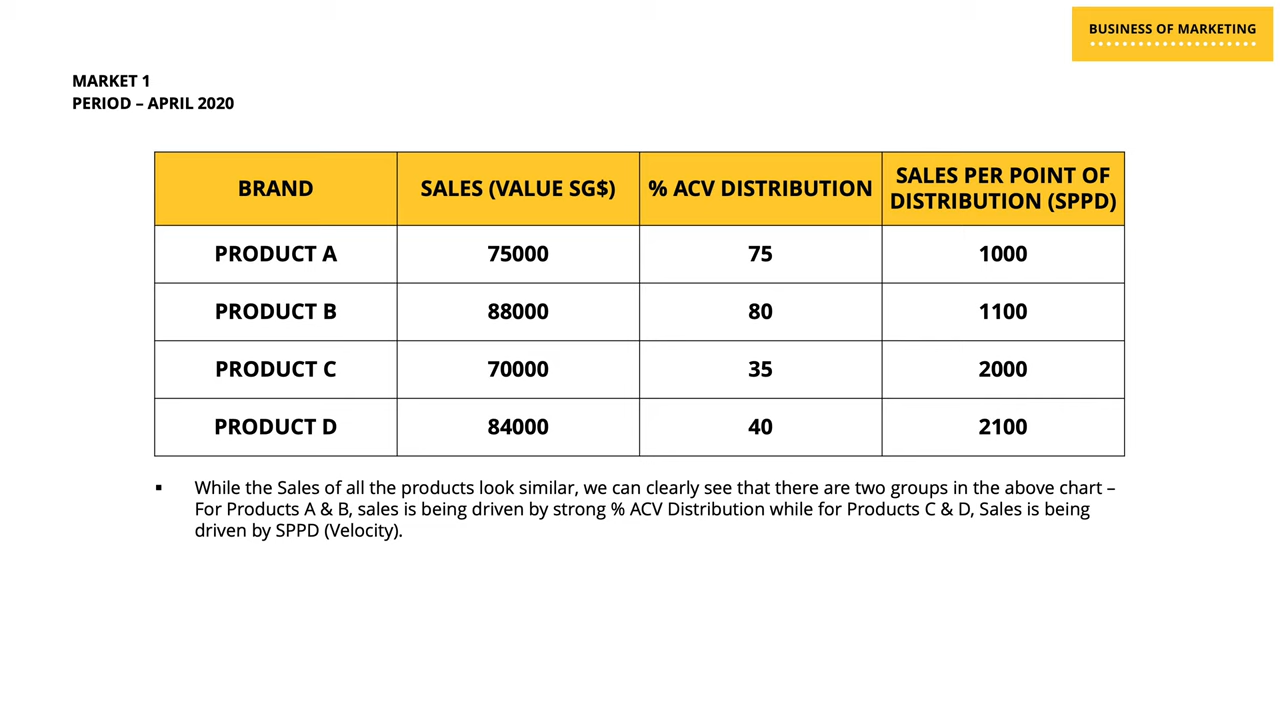 BUSINESS OF MARKETING
MARKET 1
PERIOD – APRIL 2020
BRAND SALES (VALUE SG$) % ACV DISTRIBUTION SALES PER POINT OF DISTRIBUTION (SPPD)
PRODUCT A 75000 75 1000
PRODUCT B 88000 80 1100
PRODUCT C 70000 35 2000
PRODUCT D 84000 40 2100
▪ While the Sales of all the products look similar, we can clearly see that there are two groups in the above chart –
For Products A & B, sales is being driven by strong % ACV Distribution while for Products C & D, Sales is being
driven by SPPD (Velocity).